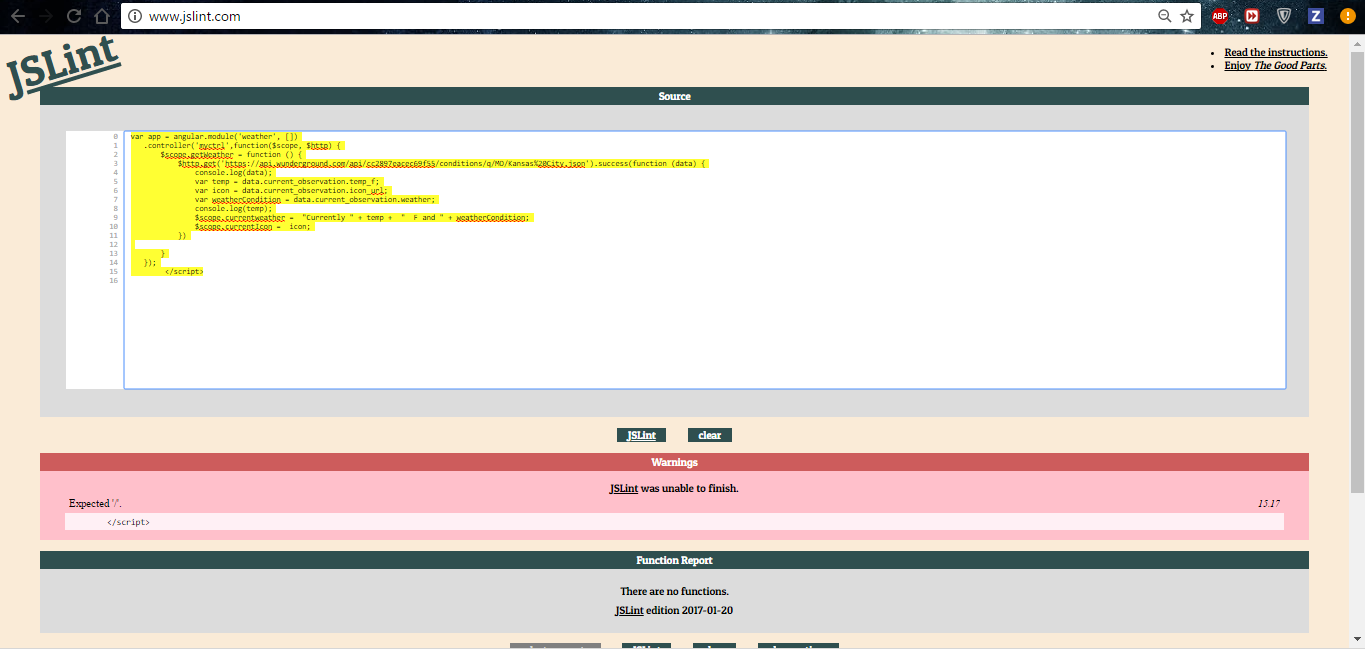 www.jslint.com
ABP
Z
JSLint
Read the instructions.
Enjoy The Good Parts.
Source
0 var app = angular.module('weather', [])
1 .controller('myctrl',function($scope, $http) {
2 $scope.getWeather = function () {
3 $http.get('https://api.wunderground.com/api/cc2897eacec69f55/conditions/q/MO/Kansas%20City.json').success(function (data) {
4 console.log(data);
5 var temp = data.current_observation.temp_f;
6 var icon = data.current_observation.icon_url;
7 var weatherCondition = data.current_observation.weather;
8 console.log(temp);
9 $scope.currentweather = "Currently " + temp + " F and " + weatherCondition;
10 $scope.currentIcon = icon;
11 })
12
13 }
14 });
15 </script>
16
JSLint clear
Warnings
JSLint was unable to finish.
Expected '/'. 15.17
</script>
Function Report
There are no functions.
JSLint edition 2017-01-20